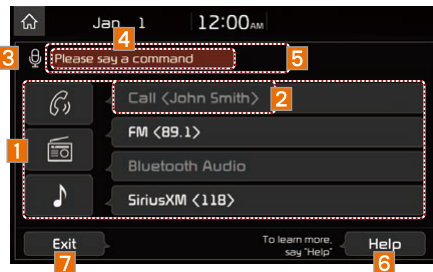 Jan 1 12:00AM
4
3 Please say a command 5
Call <John Smith> 2
1 FM <89.1>
Bluetooth Audio
SiriusXM <118>
Exit To learn more, say "Help" Help
7 6